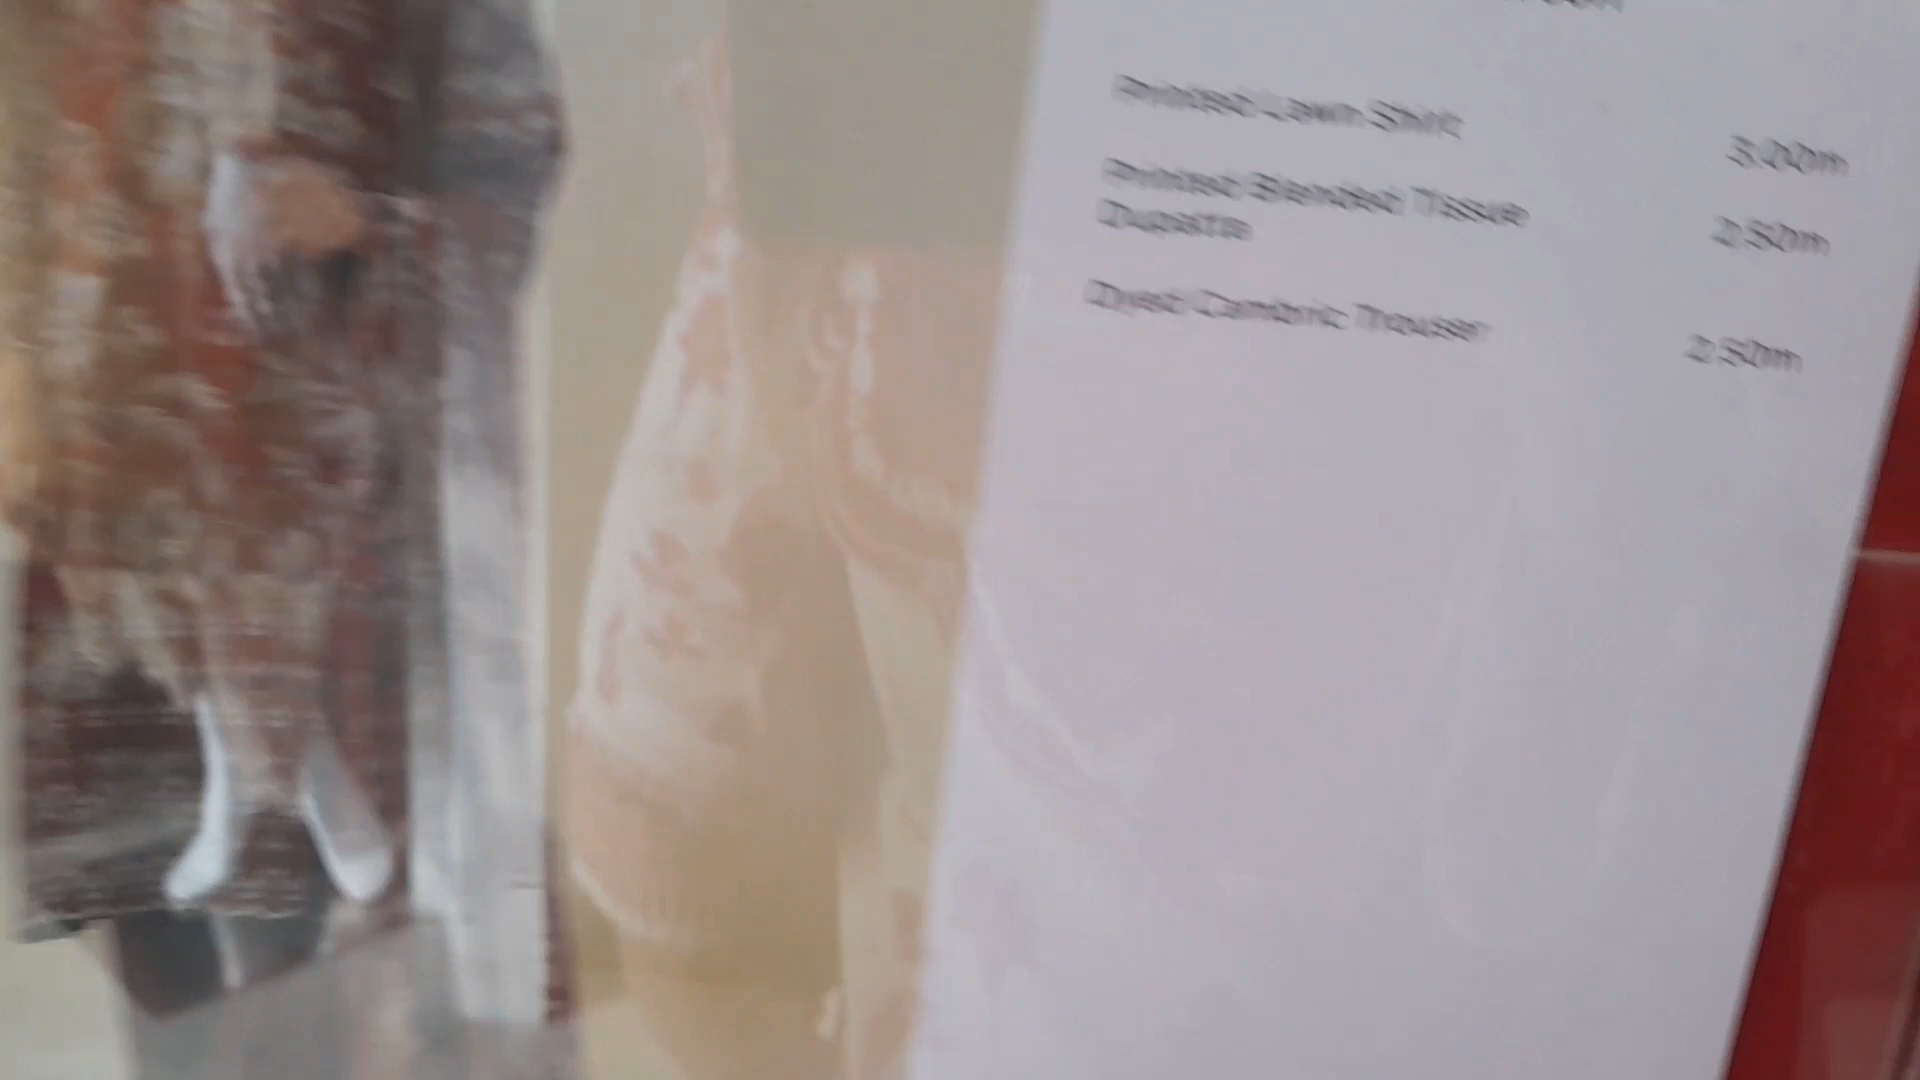 Printed Lawn Shirt 3.00m
Printed Blended Tissue
Dupatta 2.50m
Dyed Cambric Trouser 2.50m